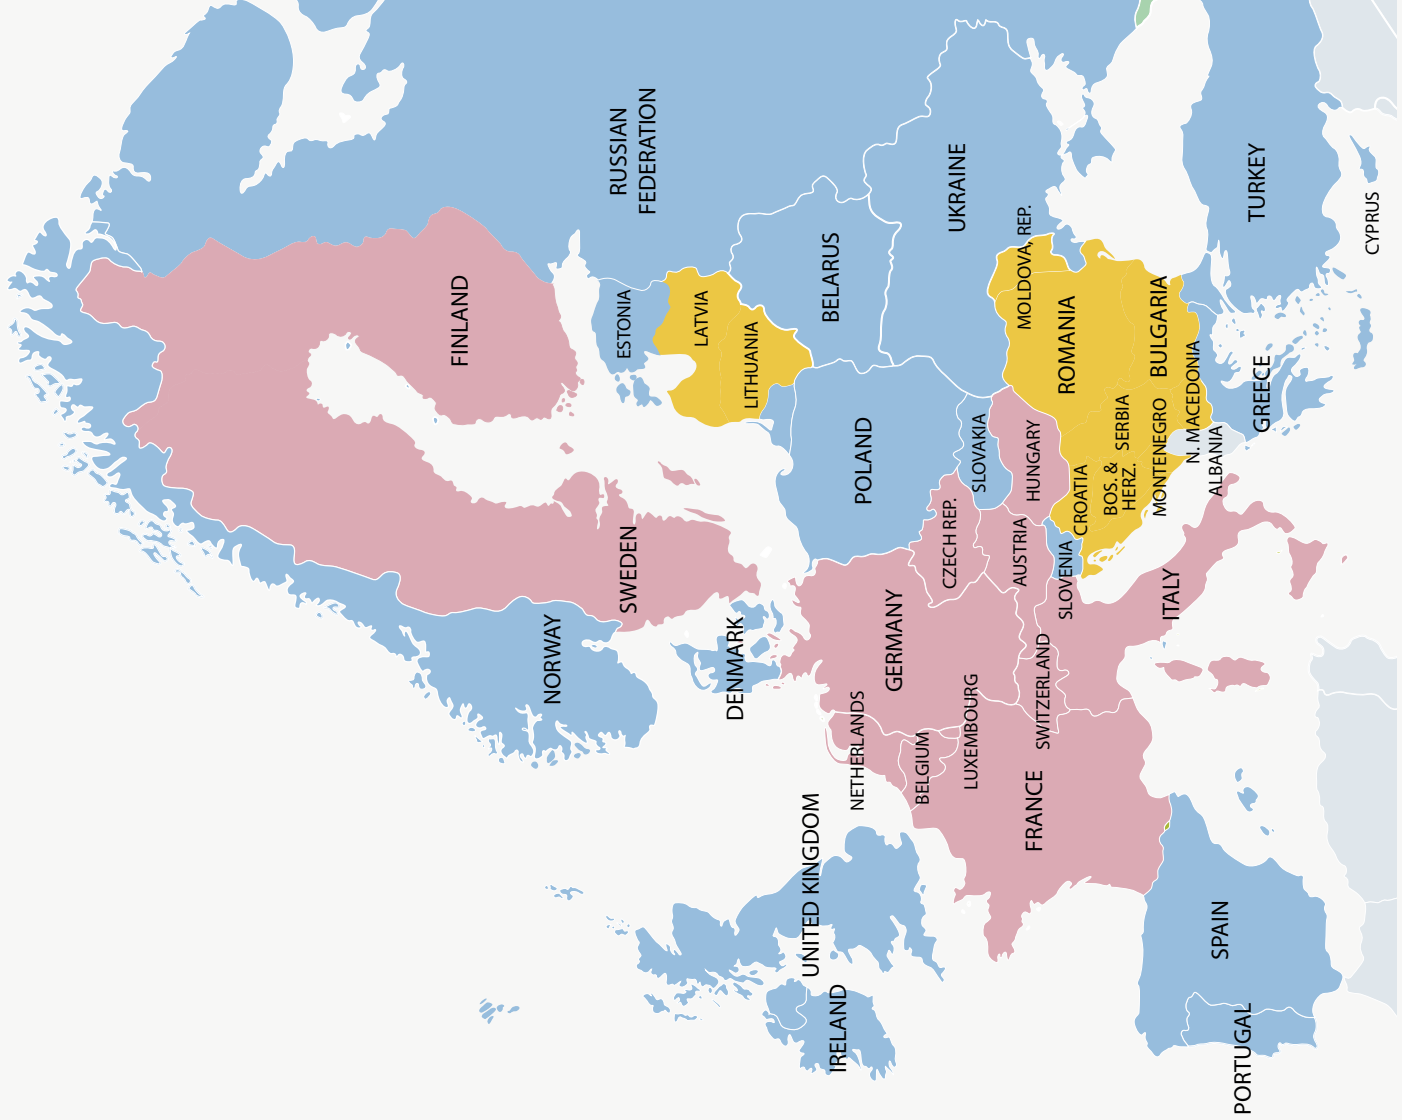 NORWAY
SWEDEN
FINLAND
RUSSIAN
FEDERATION
ESTONIA
LATVIA
LITHUANIA
DENMARK
UNITED KINGDOM
IRELAND
NETHERLANDS
BELGIUM
LUXEMBOURG
GERMANY
POLAND
BELARUS
UKRAINE
CZECH REP.
SLOVAKIA
AUSTRIA
HUNGARY
MOLDOVA, REP.
FRANCE
SWITZERLAND
SLOVENIA
CROATIA
ROMANIA
BOS. &
HERZ.
SERBIA
MONTENEGRO
BULGARIA
ITALY
N. MACEDONIA
ALBANIA
PORTUGAL
SPAIN
GREECE
TURKEY
CYPRUS